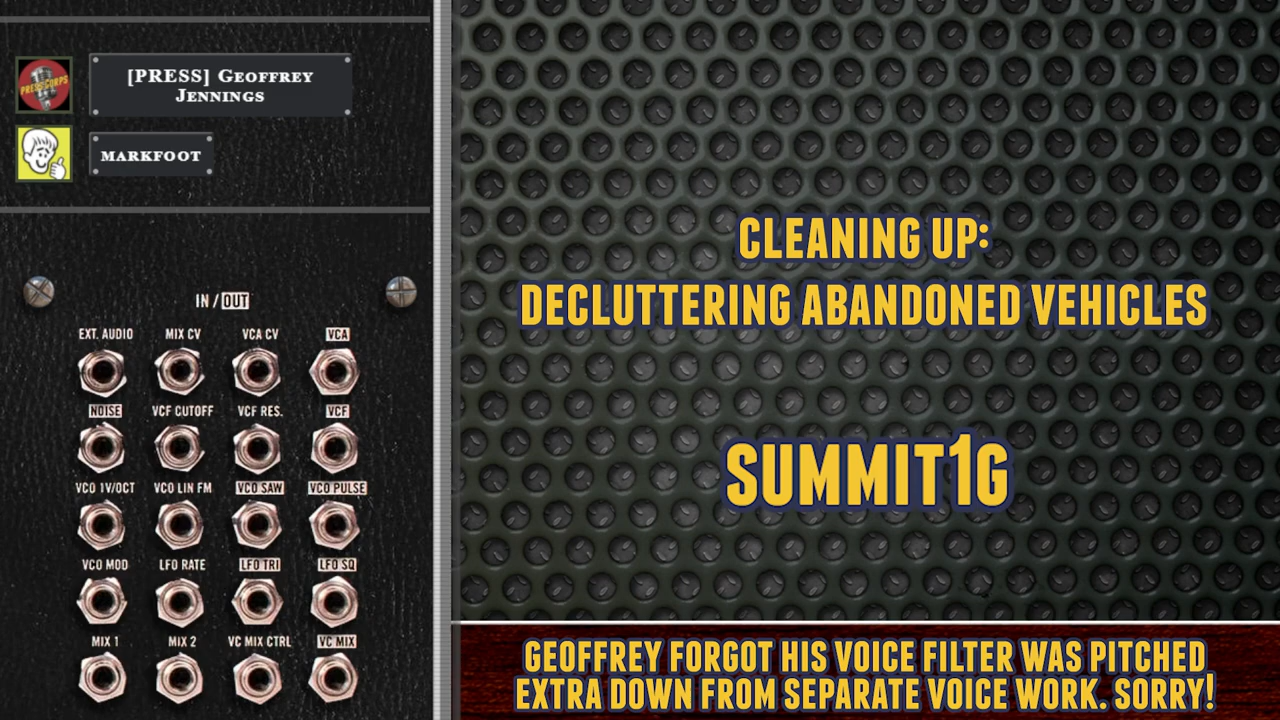 PRESS CORPS
[PRESS] GEOFFREY
JENNINGS
MARKFOOT
IN / OUT
EXT. AUDIO MIX CV VCA CV VCA
NOISE VCF CUTOFF VCF RES. VCF
VCO 1V/OCT VCO LIN FM VCO SAW VCO PULSE
VCO MOD LFO RATE LFO TRI LFO SQ
MIX 1 MIX 2 VC MIX CTRL VC MIX
CLEANING UP:
DECLUTTERING ABANDONED VEHICLES
SUMMIT1G
GEOFFREY FORGOT HIS VOICE FILTER WAS PITCHED
EXTRA DOWN FROM SEPARATE VOICE WORK. SORRY!